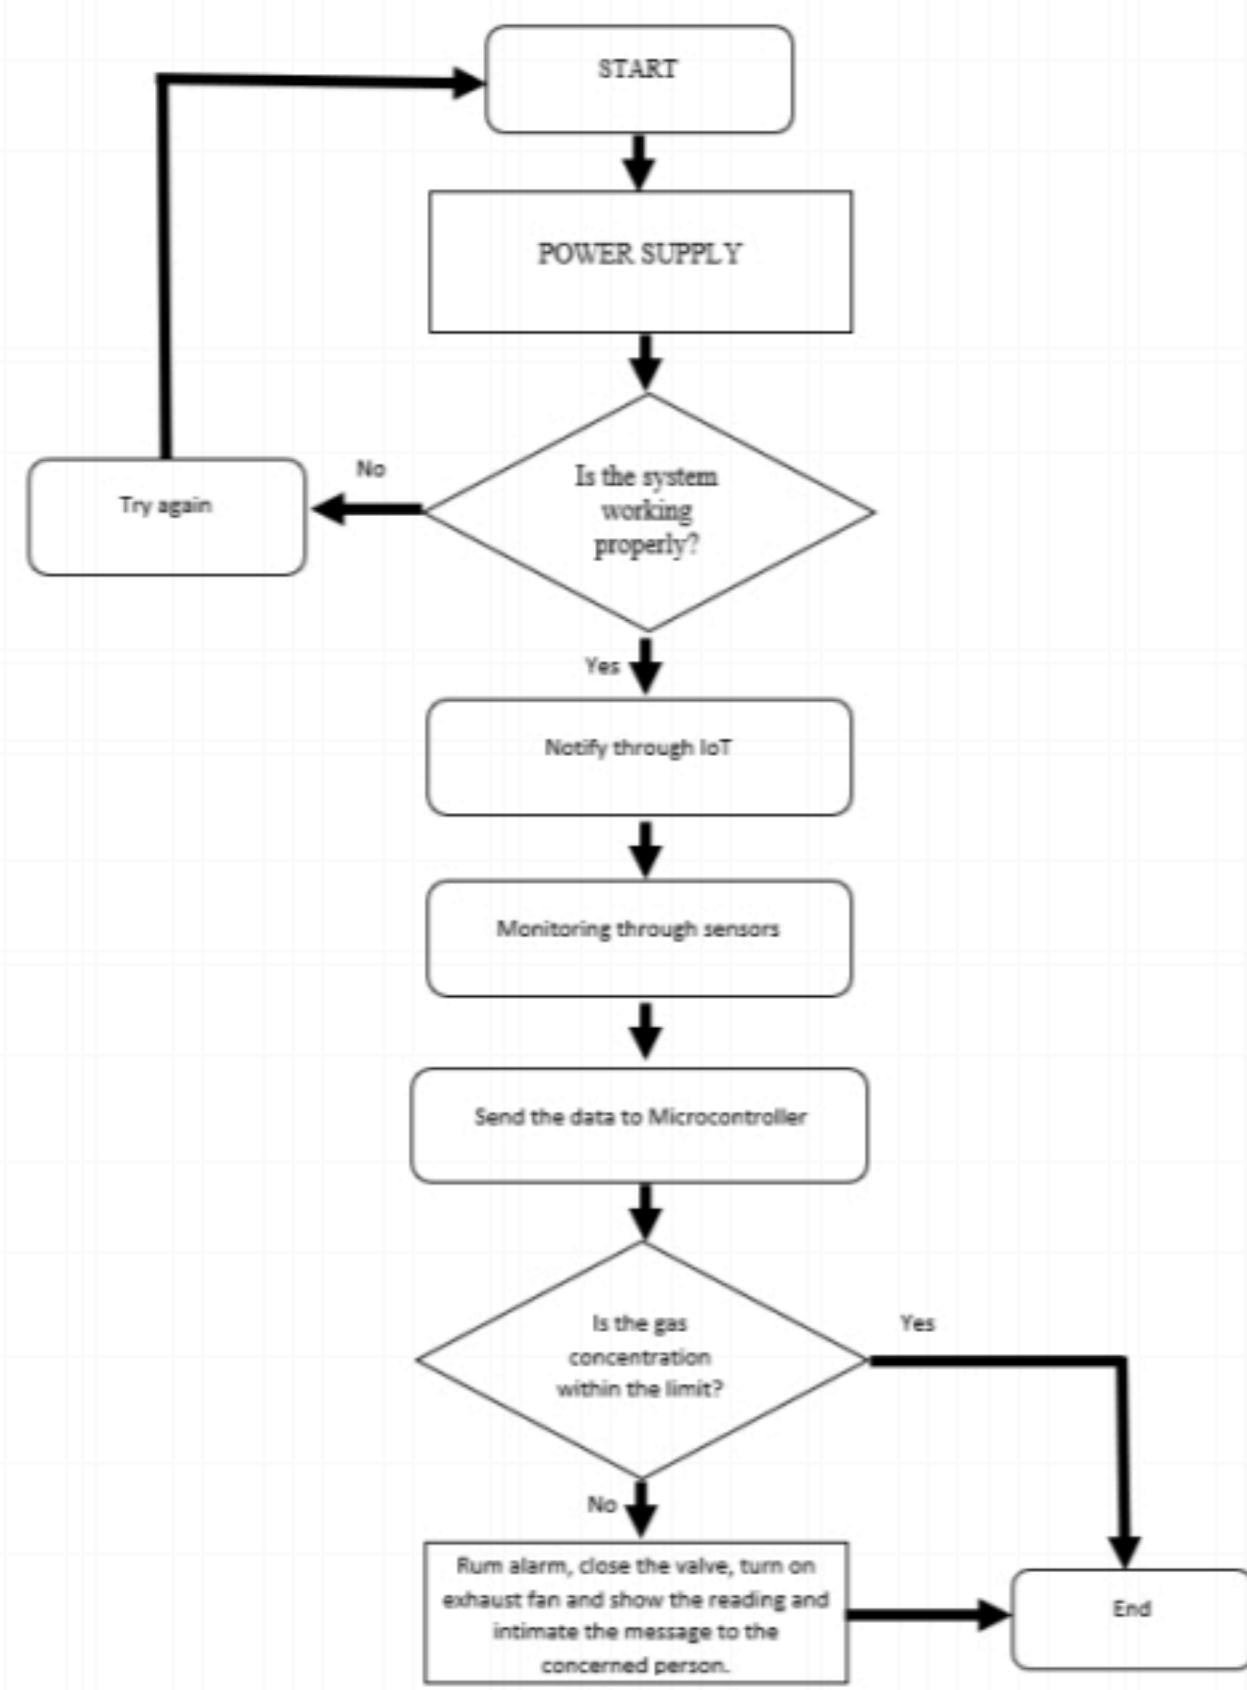 START
POWER SUPPLY
Is the system
working
properly?
No
Try again
Yes
Notify through IoT
Monitoring through sensors
Send the data to Microcontroller
Is the gas
concentration
within the limit?
Yes
No
Rum alarm, close the valve, turn on
exhaust fan and show the reading and
intimate the message to the
concerned person.
End